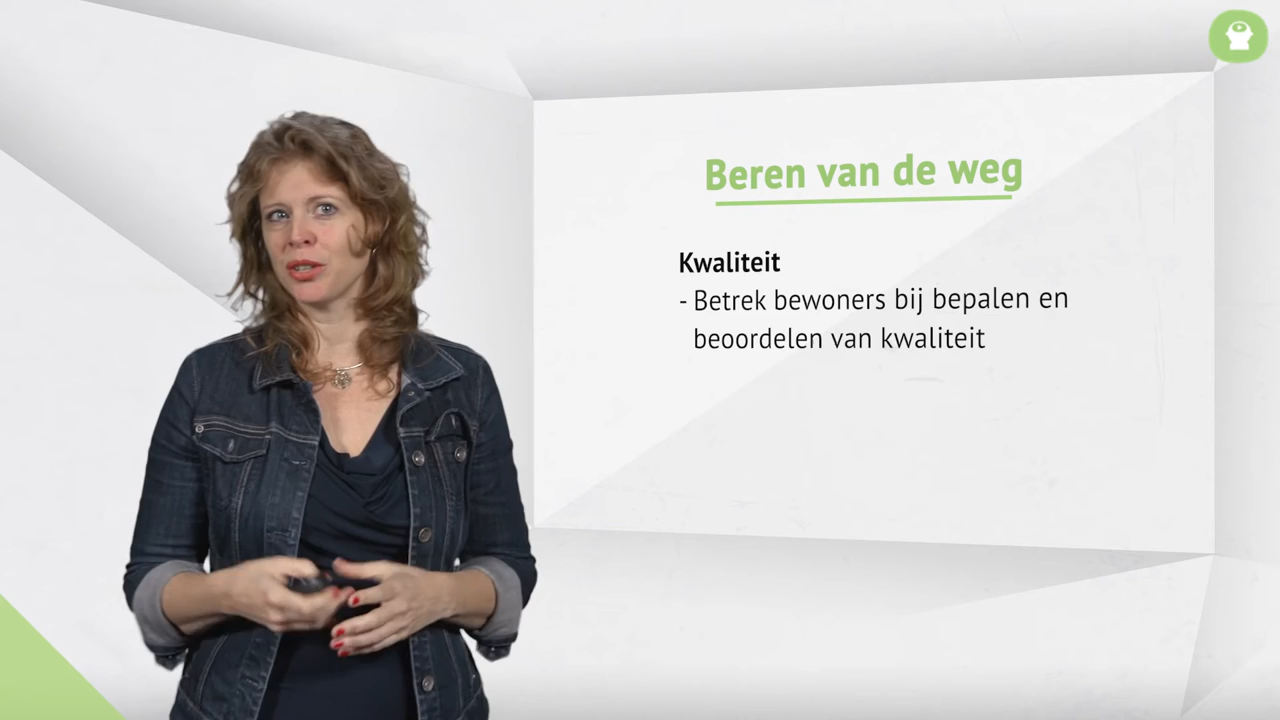 Beren van de weg
Kwaliteit
- Betrek bewoners bij bepalen en
beoordelen van kwaliteit